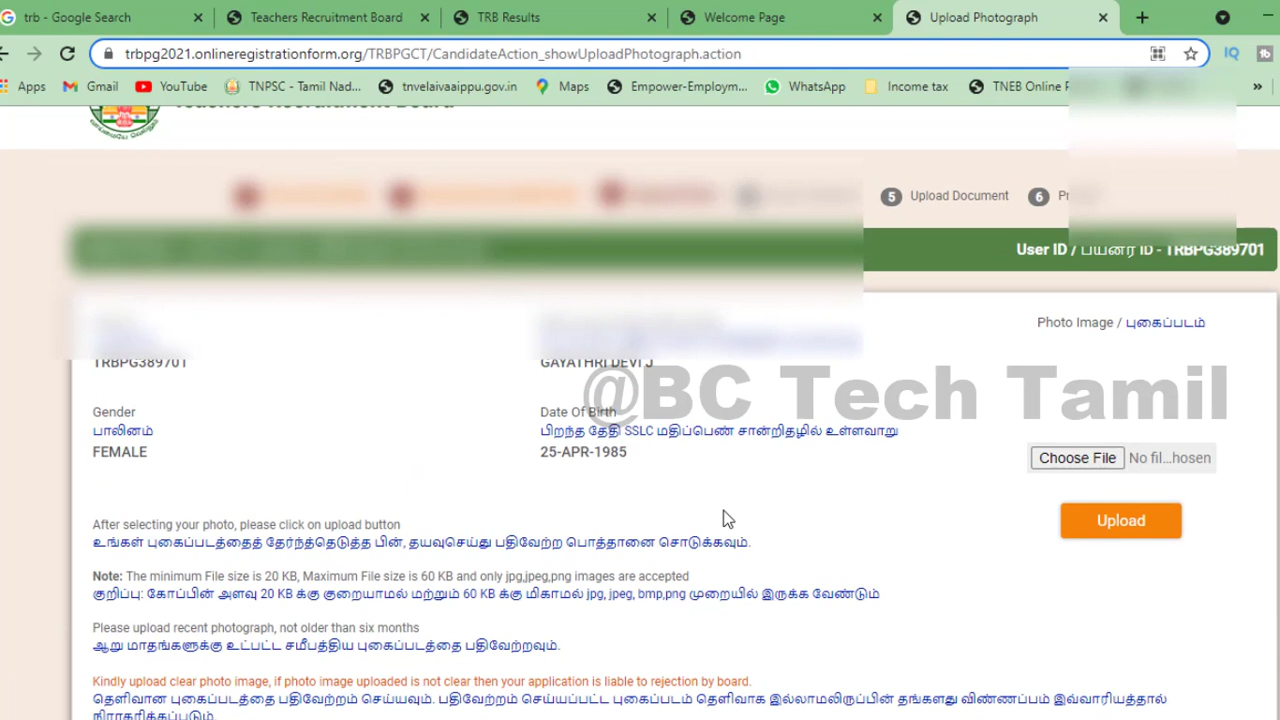 trb - Google Search
Teachers Recruitment Board
TRB Results
Welcome Page
Upload Photograph
trbpg2021.onlineregistrationform.org/TRBPGCT/CandidateAction_showUploadPhotograph.action
Apps
Gmail
YouTube
TNPSC - Tamil Nad...
tnvelaivaaippu.gov.in
Maps
Empower-Employm...
WhatsApp
Income tax
TNEB Online
»
Teachers Recruitment Board
5 Upload Document
6
User ID / பயனர் ID - TRBPG389701
Photo Image / புகைப்படம்
TRBPG389701
GAYATHRI DEVI J
@BC Tech Tamil
Gender
Date Of Birth
பாலினம்
பிறந்த தேதி SSLC மதிப்பெண் சான்றிதழில் உள்ளவாறு
FEMALE
25-APR-1985
Choose File No fil...hosen
Upload
After selecting your photo, please click on upload button
உங்கள் புகைப்படத்தைத் தேர்ந்தெடுத்த பின், தயவுசெய்து பதிவேற்ற பொத்தானை சொடுக்கவும்.
Note: The minimum File size is 20 KB, Maximum File size is 60 KB and only jpg,jpeg,png images are accepted
குறிப்பு: கோப்பின் அளவு 20 KB க்கு குறையாமல் மற்றும் 60 KB க்கு மிகாமல் jpg, jpeg, bmp,png முறையில் இருக்க வேண்டும்
Please upload recent photograph, not older than six months
ஆறு மாதங்களுக்கு உட்பட்ட சமீபத்திய புகைப்படத்தை பதிவேற்றவும்.
Kindly upload clear photo image, if photo image uploaded is not clear then your application is liable to rejection by board.
தெளிவான புகைப்படத்தை பதிவேற்றம் செய்யவும். பதிவேற்றம் செய்யப்பட்ட புகைப்படம் தெளிவாக இல்லாமலிருப்பின் தங்களது விண்ணப்பம் இவ்வாரியத்தால்
நிராகரிக்கப்படும்.